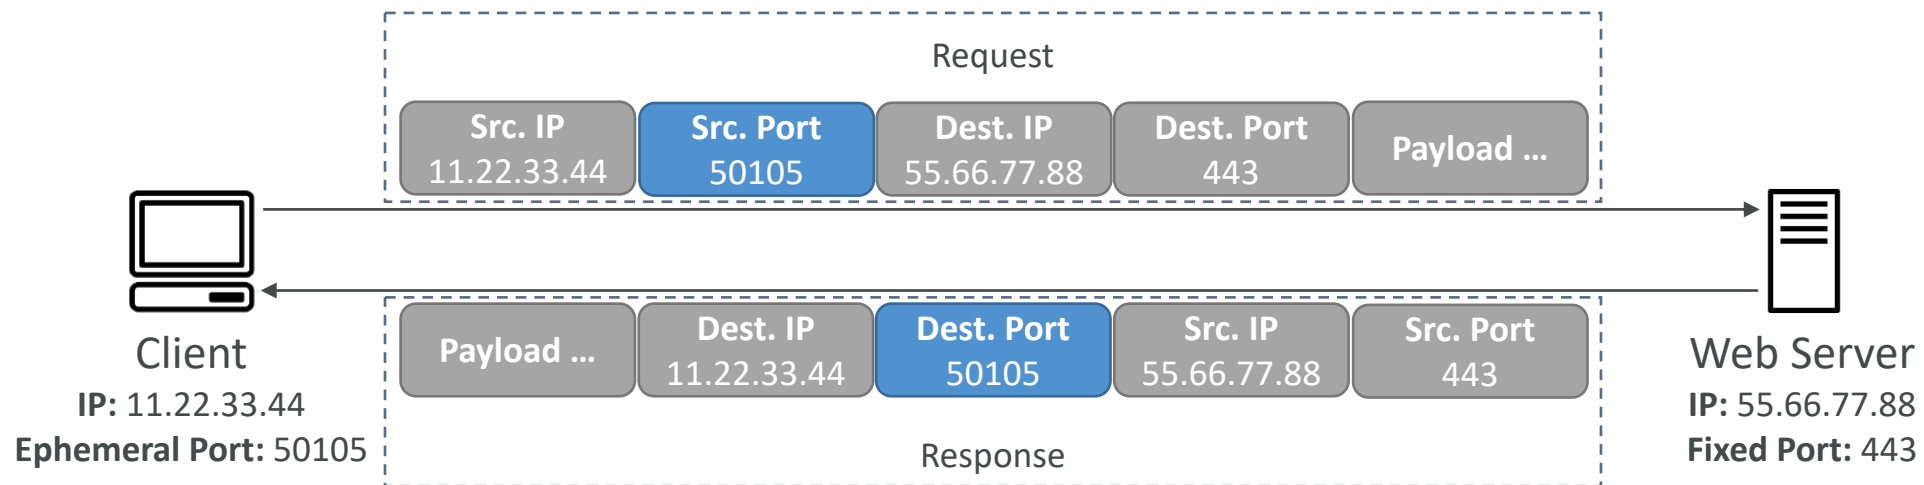 Request
Src. IP
11.22.33.44
Src. Port
50105
Dest. IP
55.66.77.88
Dest. Port
443
Payload ...
Client
IP: 11.22.33.44
Ephemeral Port: 50105
Payload ...
Dest. IP
11.22.33.44
Dest. Port
50105
Src. IP
55.66.77.88
Src. Port
443
Response
Web Server
IP: 55.66.77.88
Fixed Port: 443